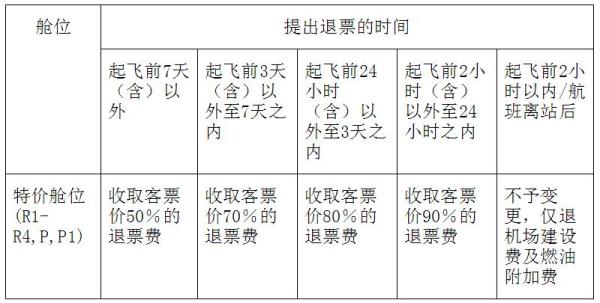 舱位
提出退票的时间
起飞前7天
（含）以
外
起飞前3天
（含）以
外至7天之
内
起飞前24
小时
（含）以
外至3天之
内
起飞前2小
时（含）
以外至24
小时之内
起飞前2小
时以内/航
班离站后
特价舱位
(R1-
R4,P,P1)
收取客票
价50％的
退票费
收取客票
价70％的
退票费
收取客票
价80％的
退票费
收取客票
价90％的
退票费
不予变
更，仅退
机场建设
费及燃油
附加费